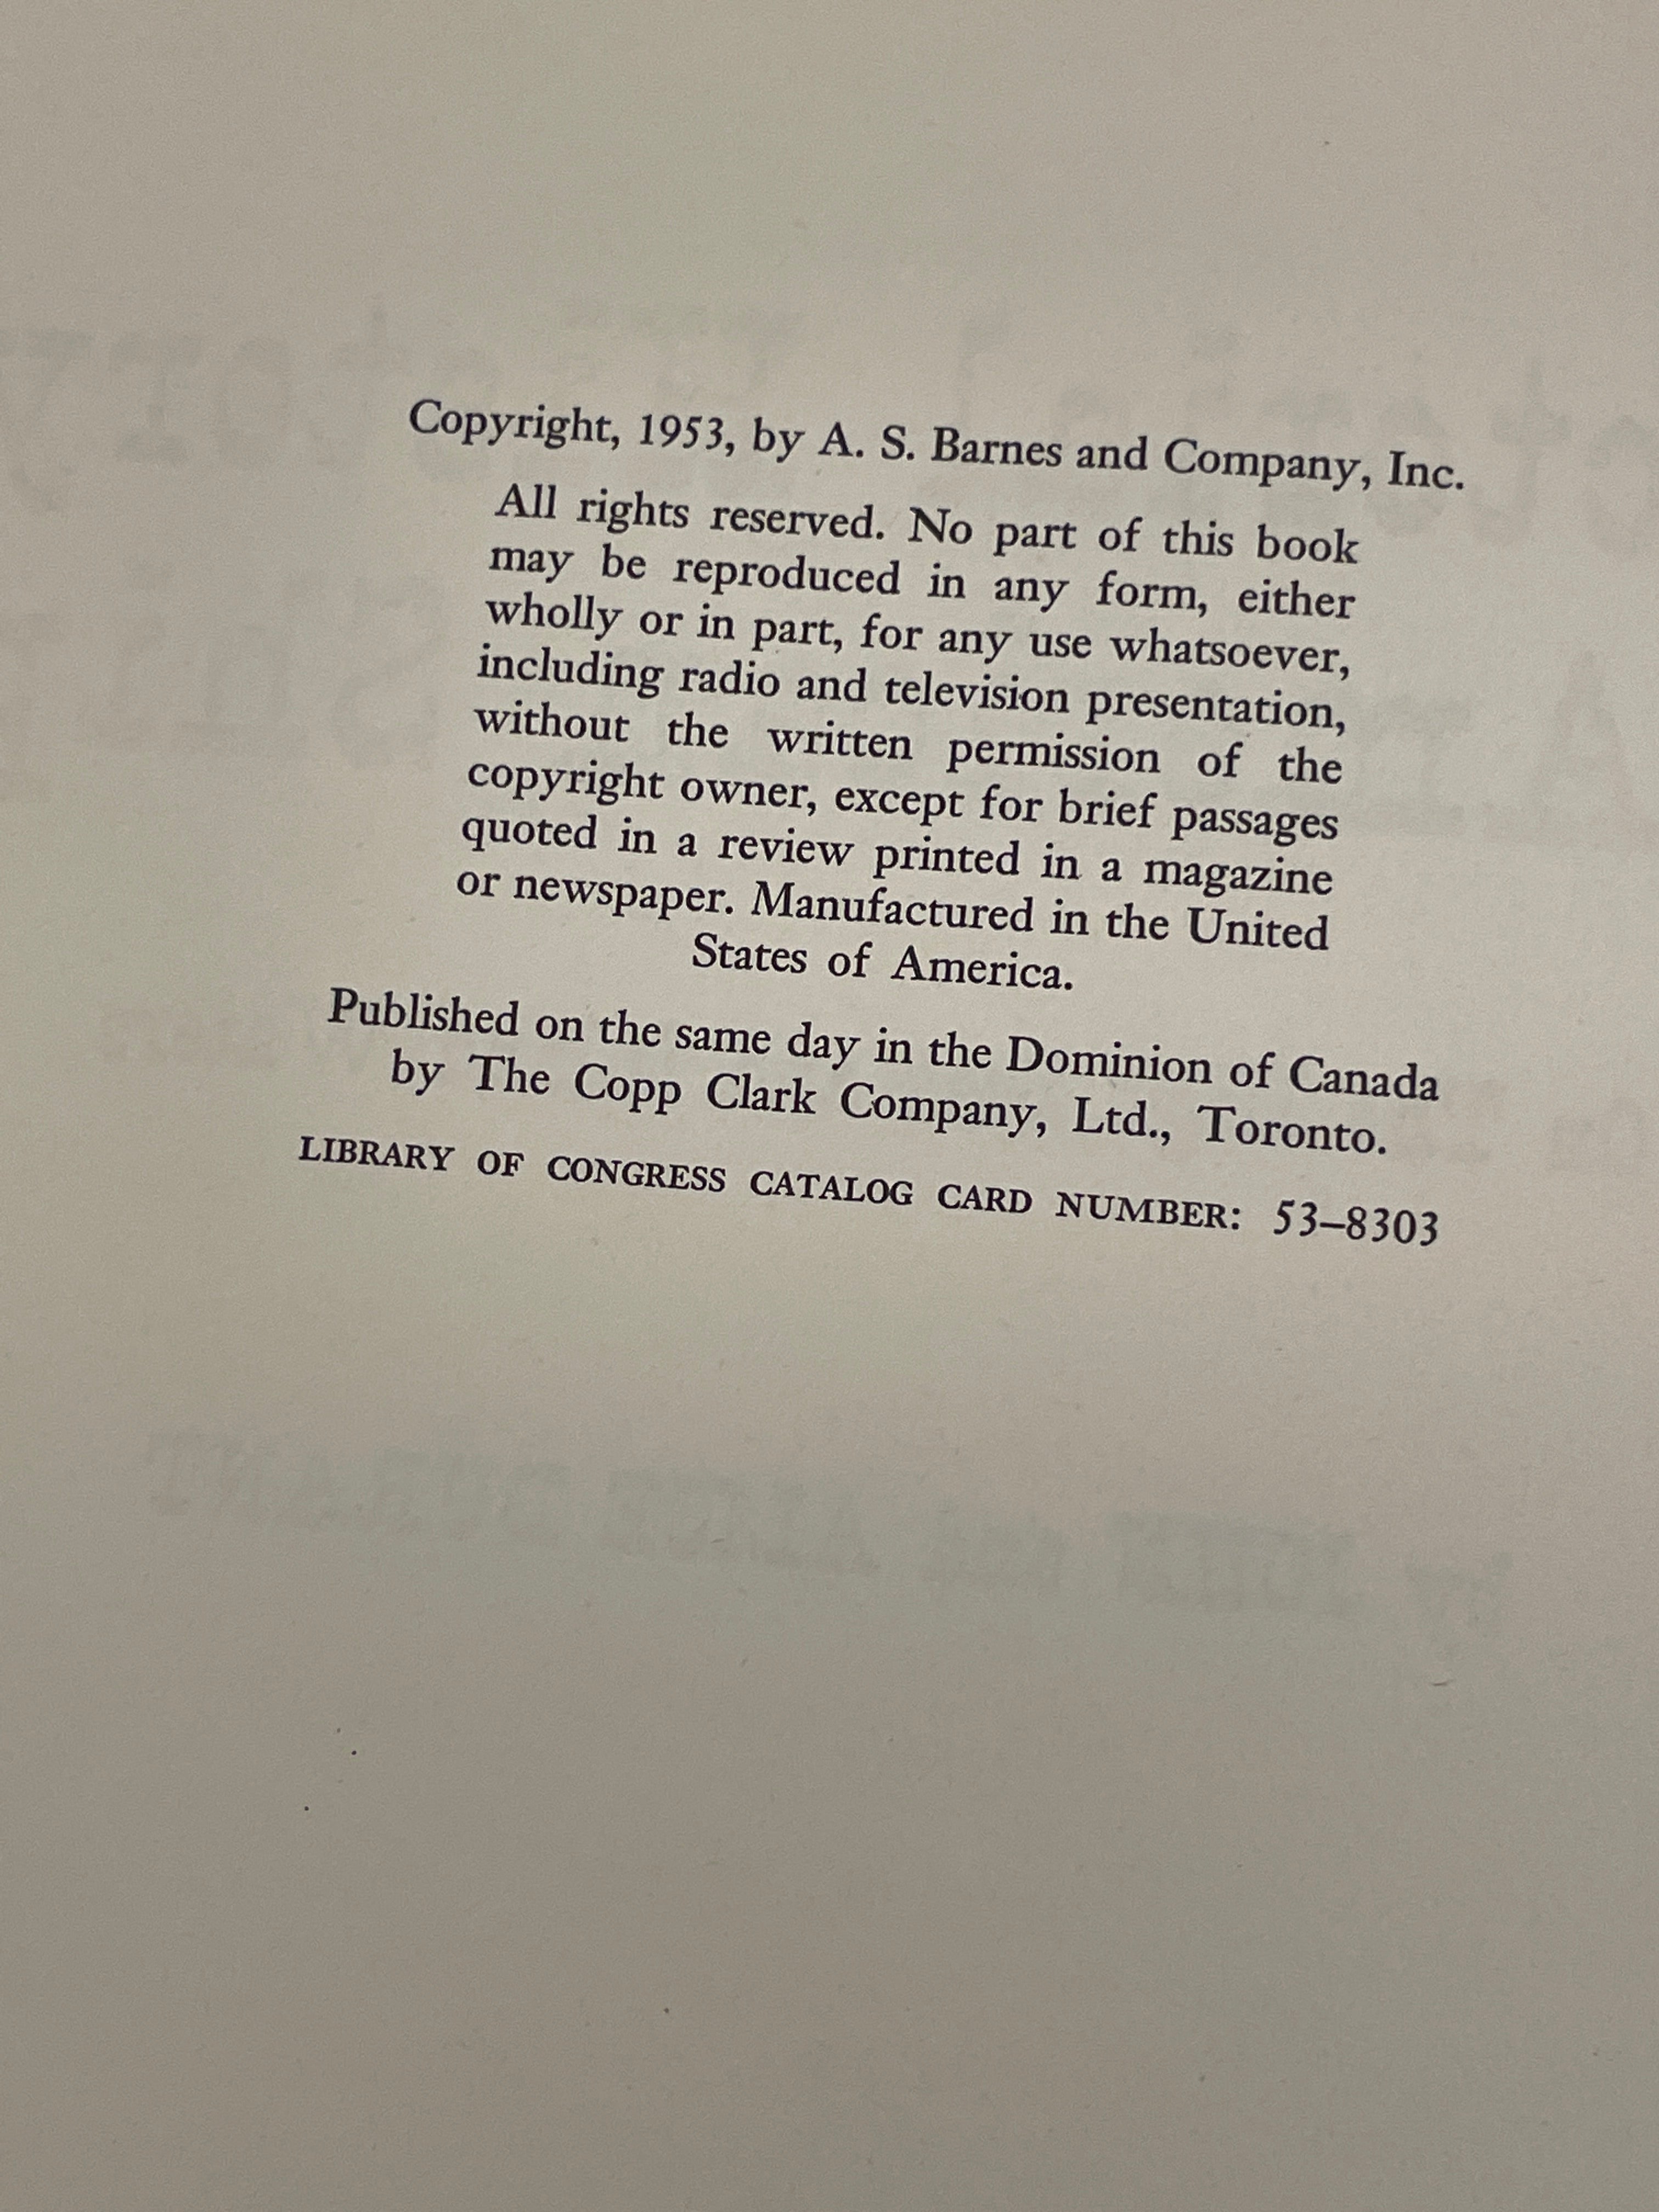 Copyright, 1953, by A. S. Barnes and Company, Inc.
All rights reserved. No part of this book
may be reproduced in any form, either
wholly or in part, for any use whatsoever,
including radio and television presentation,
without the written permission of the
copyright owner, except for brief passages
quoted in a review printed in a magazine
or newspaper. Manufactured in the United
States of America.
Published on the same day in the Dominion of Canada
by The Copp Clark Company, Ltd., Toronto.
LIBRARY OF CONGRESS CATALOG CARD NUMBER: 53–8303